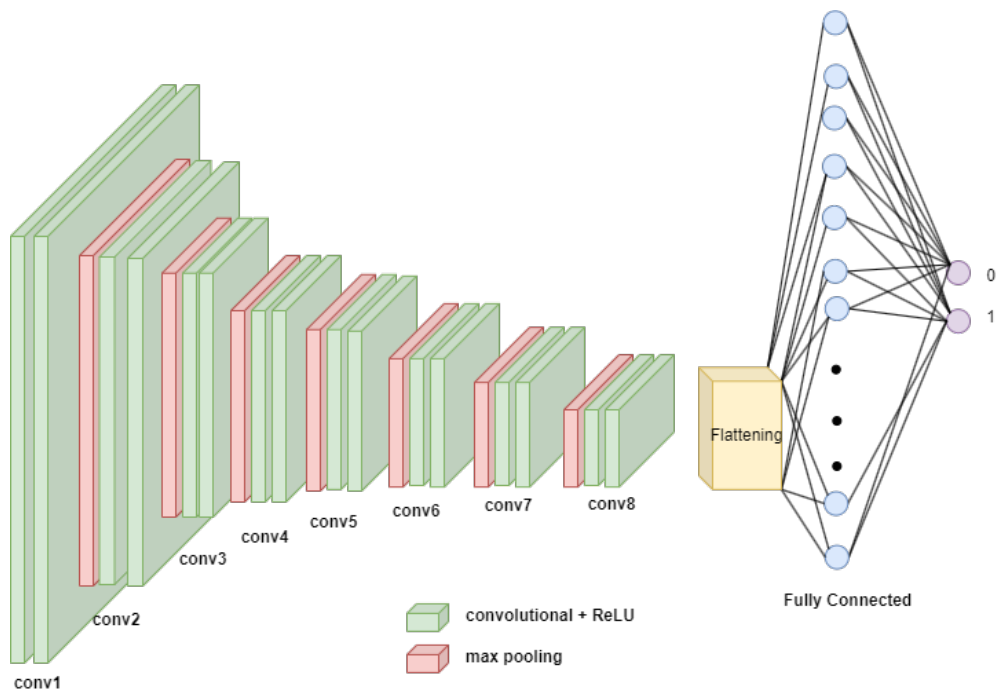 0
1
Flattening
conv8
conv7
conv6
conv5
conv4
conv3
conv2
conv1
Fully Connected
convolutional + ReLU
max pooling